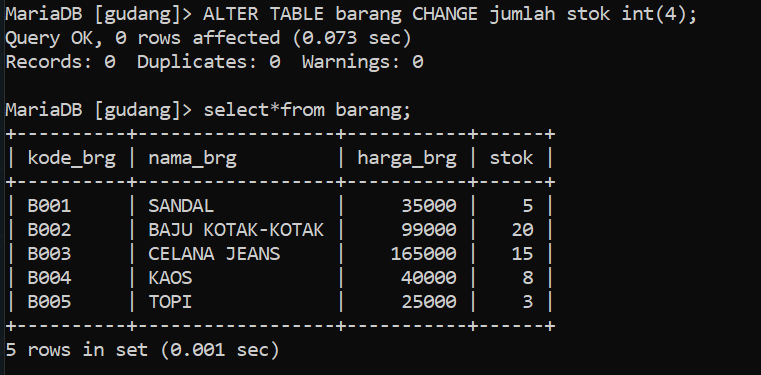 MariaDB [gudang]> ALTER TABLE barang CHANGE jumlah stok int(4);
Query OK, 0 rows affected (0.073 sec)
Records: 0  Duplicates: 0  Warnings: 0

MariaDB [gudang]> select*from barang;
+----------+-----------------+-----------+------+
| kode_brg | nama_brg        | harga_brg | stok |
+----------+-----------------+-----------+------+
| B001     | SANDAL          |     35000 |    5 |
| B002     | BAJU KOTAK-KOTAK |     99000 |   20 |
| B003     | CELANA JEANS    |    165000 |   15 |
| B004     | KAOS            |     40000 |    8 |
| B005     | TOPI            |     25000 |    3 |
+----------+-----------------+-----------+------+
5 rows in set (0.001 sec)